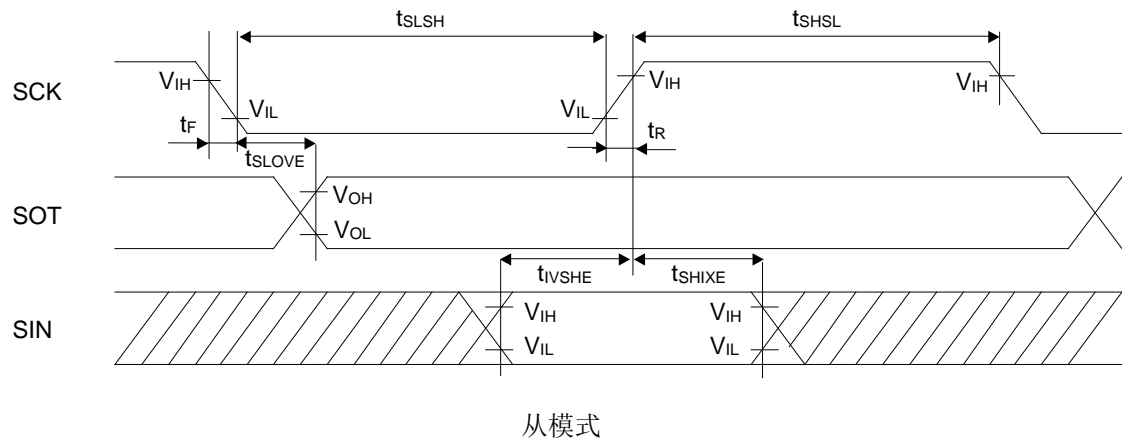 tSLSH
tSHSL
SCK
VIH
VIL
VIL
VIH
VIH
tF
tR
tSLOVE
SOT
VOH
VOL
tIVSHE
tSHIXE
SIN
VIH
VIH
VIL
VIL
从模式